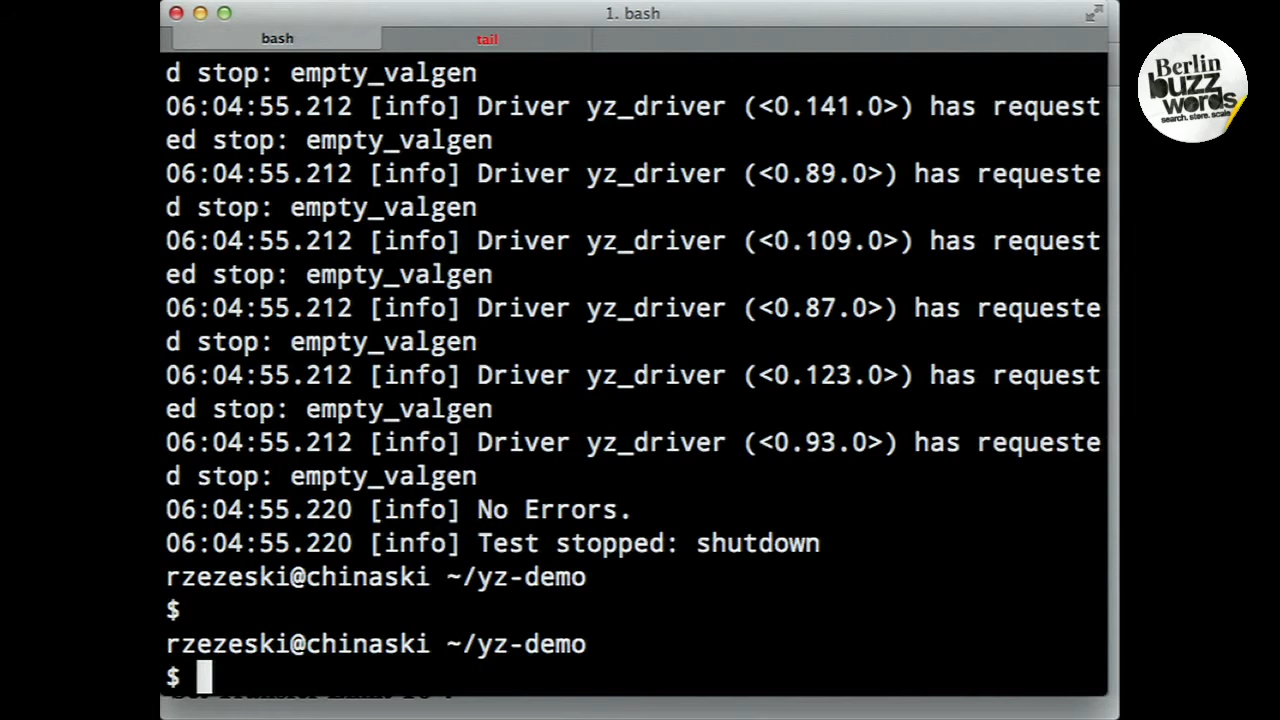 1. bash
bash
tail
d stop: empty_valgen
06:04:55.212 [info] Driver yz_driver (<0.141.0>) has request
ed stop: empty_valgen
06:04:55.212 [info] Driver yz_driver (<0.89.0>) has requeste
d stop: empty_valgen
06:04:55.212 [info] Driver yz_driver (<0.109.0>) has request
ed stop: empty_valgen
06:04:55.212 [info] Driver yz_driver (<0.87.0>) has requeste
d stop: empty_valgen
06:04:55.212 [info] Driver yz_driver (<0.123.0>) has request
ed stop: empty_valgen
06:04:55.212 [info] Driver yz_driver (<0.93.0>) has requeste
d stop: empty_valgen
06:04:55.220 [info] No Errors.
06:04:55.220 [info] Test stopped: shutdown
rzezeski@chinaski ~/yz-demo
$
rzezeski@chinaski ~/yz-demo
$
Berlin
buzz
words
search. store. scale